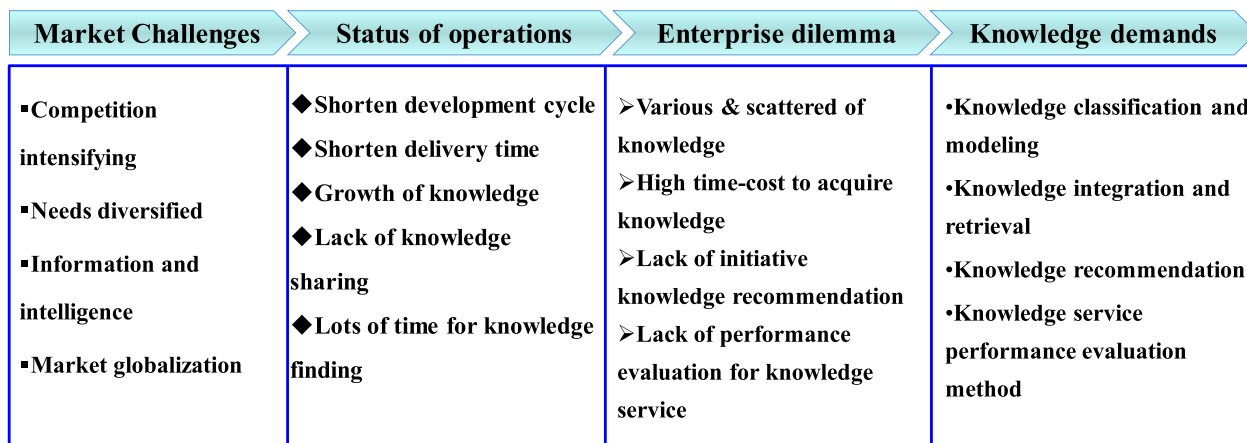 Market Challenges
Status of operations
Enterprise dilemma
Knowledge demands
▪Competition
intensifying
▪Needs diversified
▪Information and
intelligence
▪Market globalization
◆Shorten development cycle
◆Shorten delivery time
◆Growth of knowledge
◆Lack of knowledge
sharing
◆Lots of time for knowledge
finding
➢Various & scattered of
knowledge
➢High time-cost to acquire
knowledge
➢Lack of initiative
knowledge recommendation
➢Lack of performance
evaluation for knowledge
service
•Knowledge classification and
modeling
•Knowledge integration and
retrieval
•Knowledge recommendation
•Knowledge service
performance evaluation
method